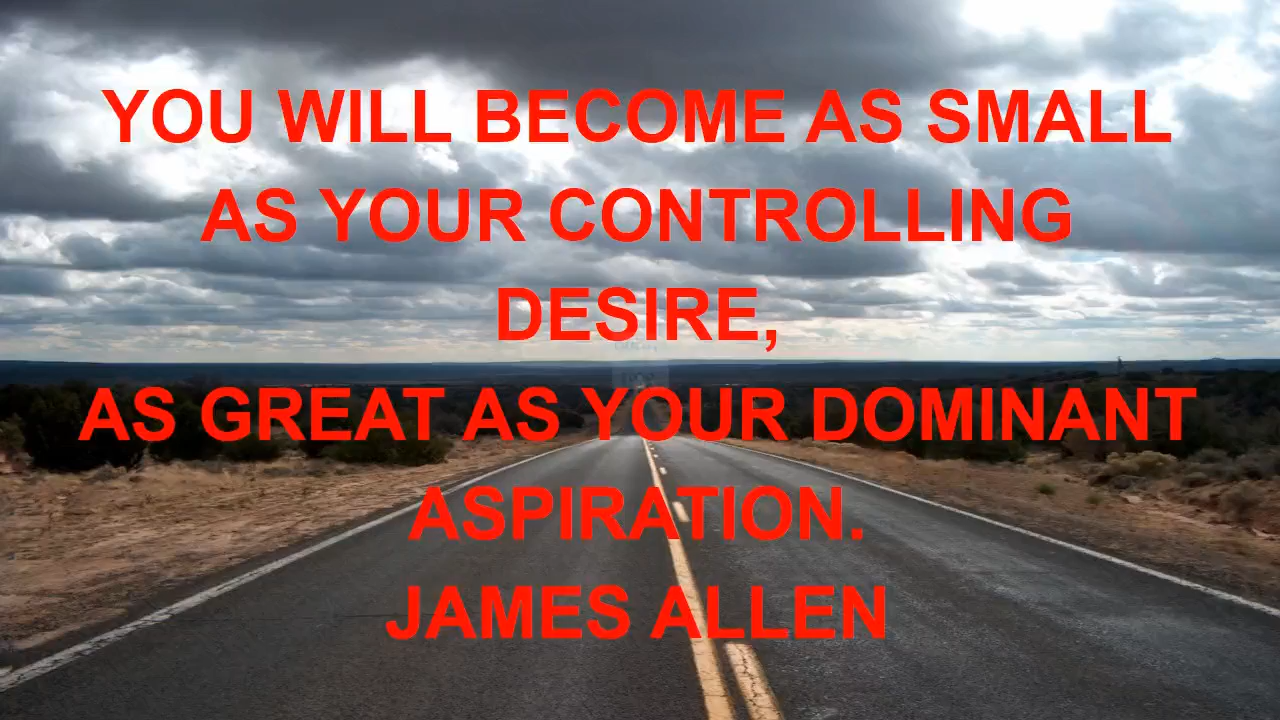 YOU WILL BECOME AS SMALL
AS YOUR CONTROLLING
DESIRE,
AS GREAT AS YOUR DOMINANT
ASPIRATION.
JAMES ALLEN